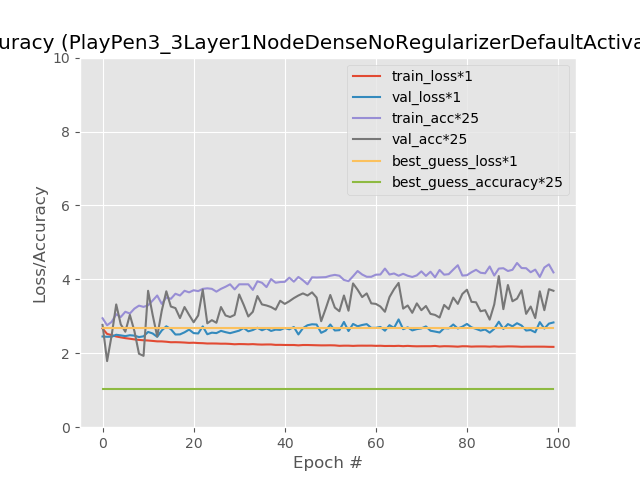 uracy (PlayPen3_3Layer1NodeDenseNoRegularizerDefaultActiva
10
8
6
4
2
0
Loss/Accuracy
train_loss*1
val_loss*1
train_acc*25
val_acc*25
best_guess_loss*1
best_guess_accuracy*25
0 20 40 60 80 100
Epoch #